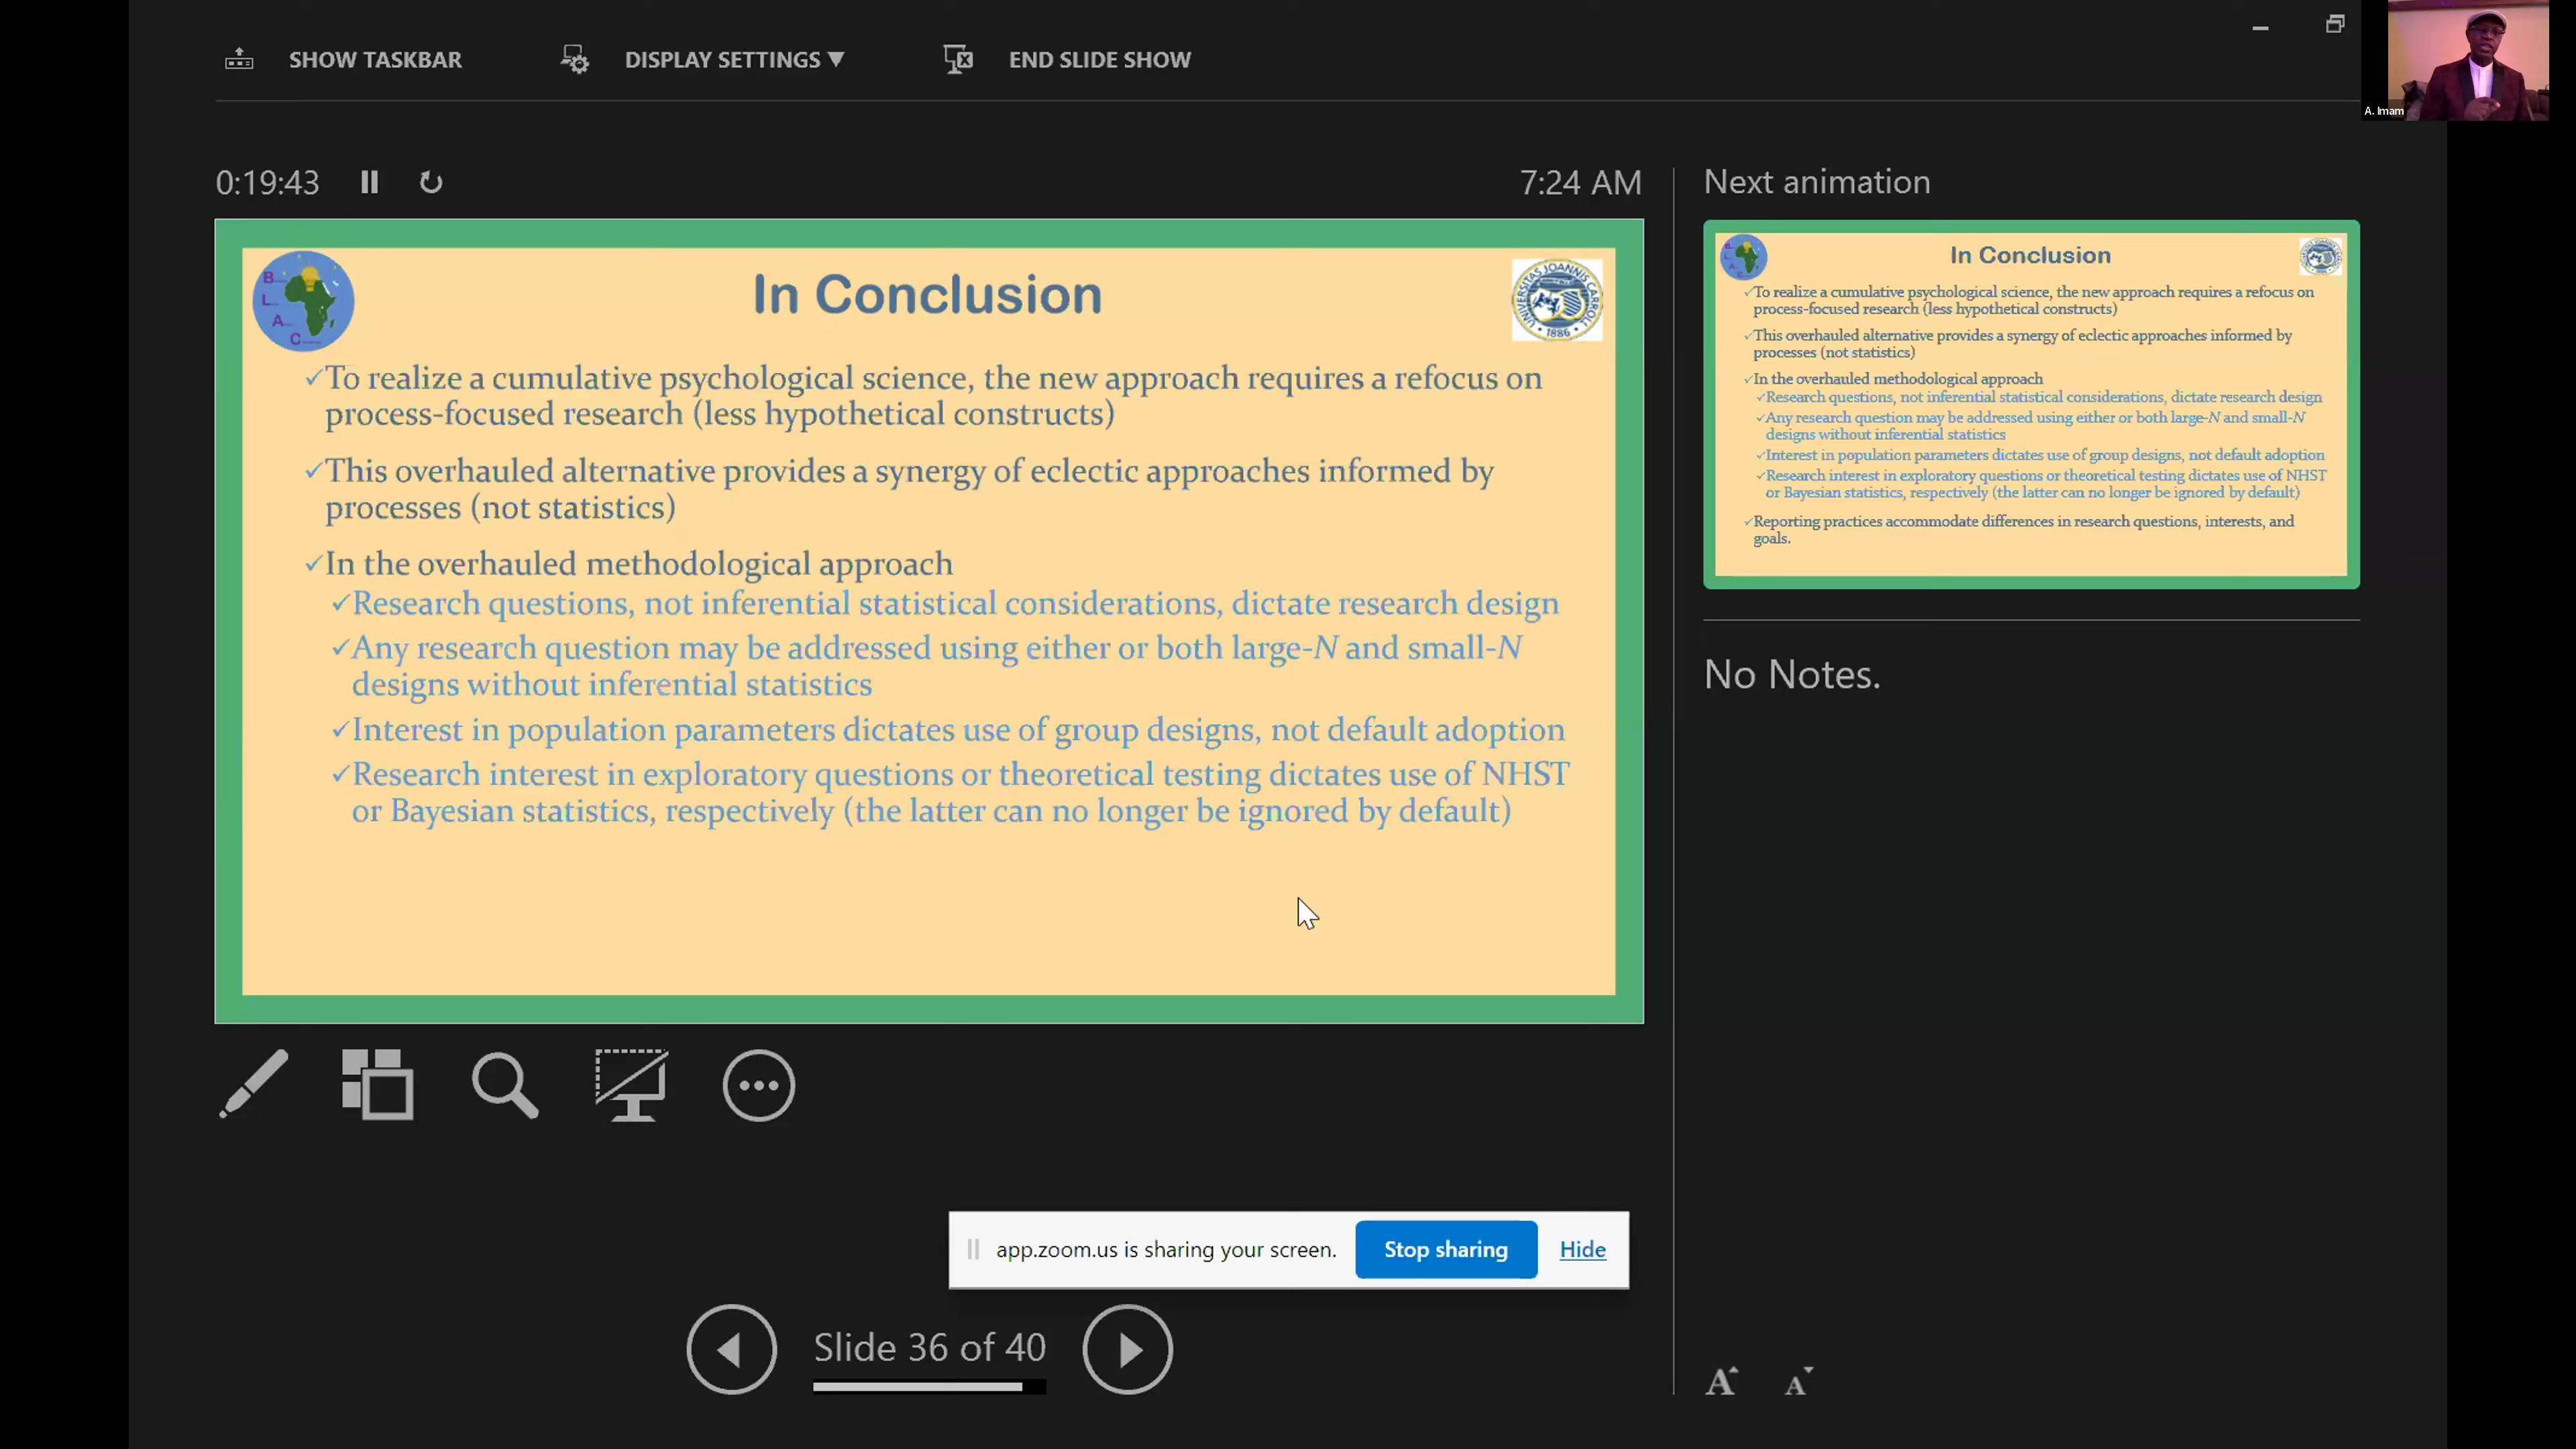 SHOW TASKBAR
DISPLAY SETTINGS ▼
END SLIDE SHOW
A. Imam
0:19:43
7:24 AM
In Conclusion
B
L
A
C
UNIVERSITAS JOANNIS CARROLL
1886
✓To realize a cumulative psychological science, the new approach requires a refocus on
process-focused research (less hypothetical constructs)
✓This overhauled alternative provides a synergy of eclectic approaches informed by
processes (not statistics)
✓In the overhauled methodological approach
✓Research questions, not inferential statistical considerations, dictate research design
✓Any research question may be addressed using either or both large-N and small-N
designs without inferential statistics
✓Interest in population parameters dictates use of group designs, not default adoption
✓Research interest in exploratory questions or theoretical testing dictates use of NHST
or Bayesian statistics, respectively (the latter can no longer be ignored by default)
Next animation
In Conclusion
✓To realize a cumulative psychological science, the new approach requires a refocus on
process-focused research (less hypothetical constructs)
✓This overhauled alternative provides a synergy of eclectic approaches informed by
processes (not statistics)
✓In the overhauled methodological approach
✓Research questions, not inferential statistical considerations, dictate research design
✓Any research question may be addressed using either or both large-N and small-N
designs without inferential statistics
✓Interest in population parameters dictates use of group designs, not default adoption
✓Research interest in exploratory questions or theoretical testing dictates use of NHST
or Bayesian statistics, respectively (the latter can no longer be ignored by default)
✓Reporting practices accommodate differences in research questions, interests, and
goals.
No Notes.
app.zoom.us is sharing your screen.
Stop sharing
Hide
Slide 36 of 40
A
A